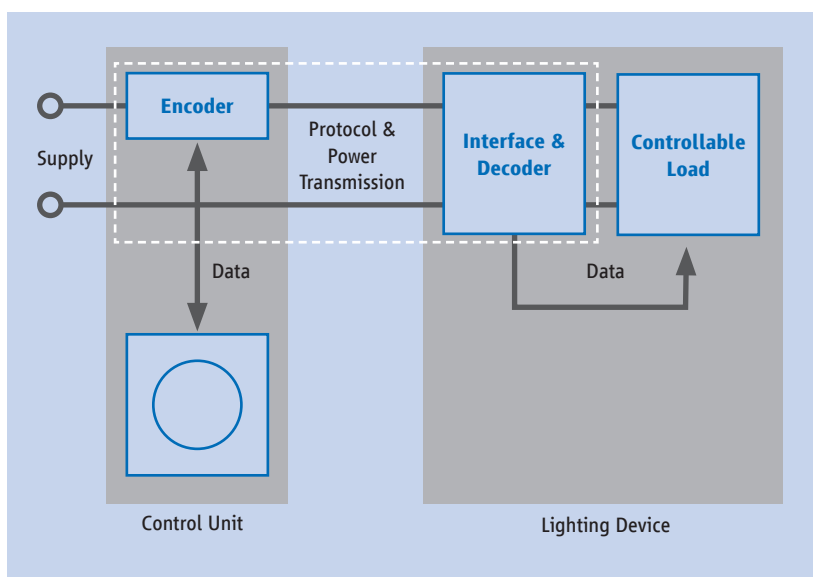 Encoder
Supply
Protocol &
Power
Transmission
Interface &
Decoder
Controllable
Load
Data
Data
Control Unit
Lighting Device